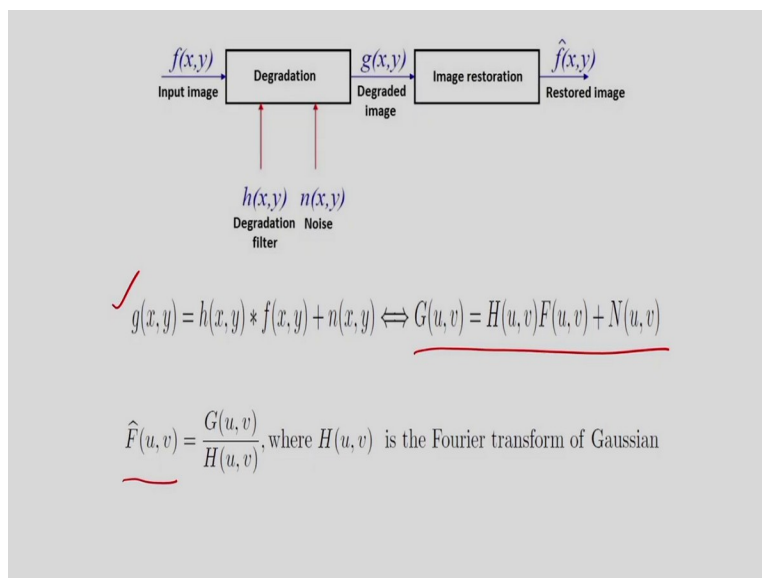 f(x,y) g(x,y) f̂(x,y)
Input image Degradation Degraded image Image restoration Restored image
h(x,y) n(x,y)
Degradation filter Noise
g(x,y) = h(x,y) * f(x,y) + n(x,y) ⟺ G(u,v) = H(u,v)F(u,v) + N(u,v)
F̂(u,v) = G(u,v)/H(u,v), where H(u,v) is the Fourier transform of Gaussian